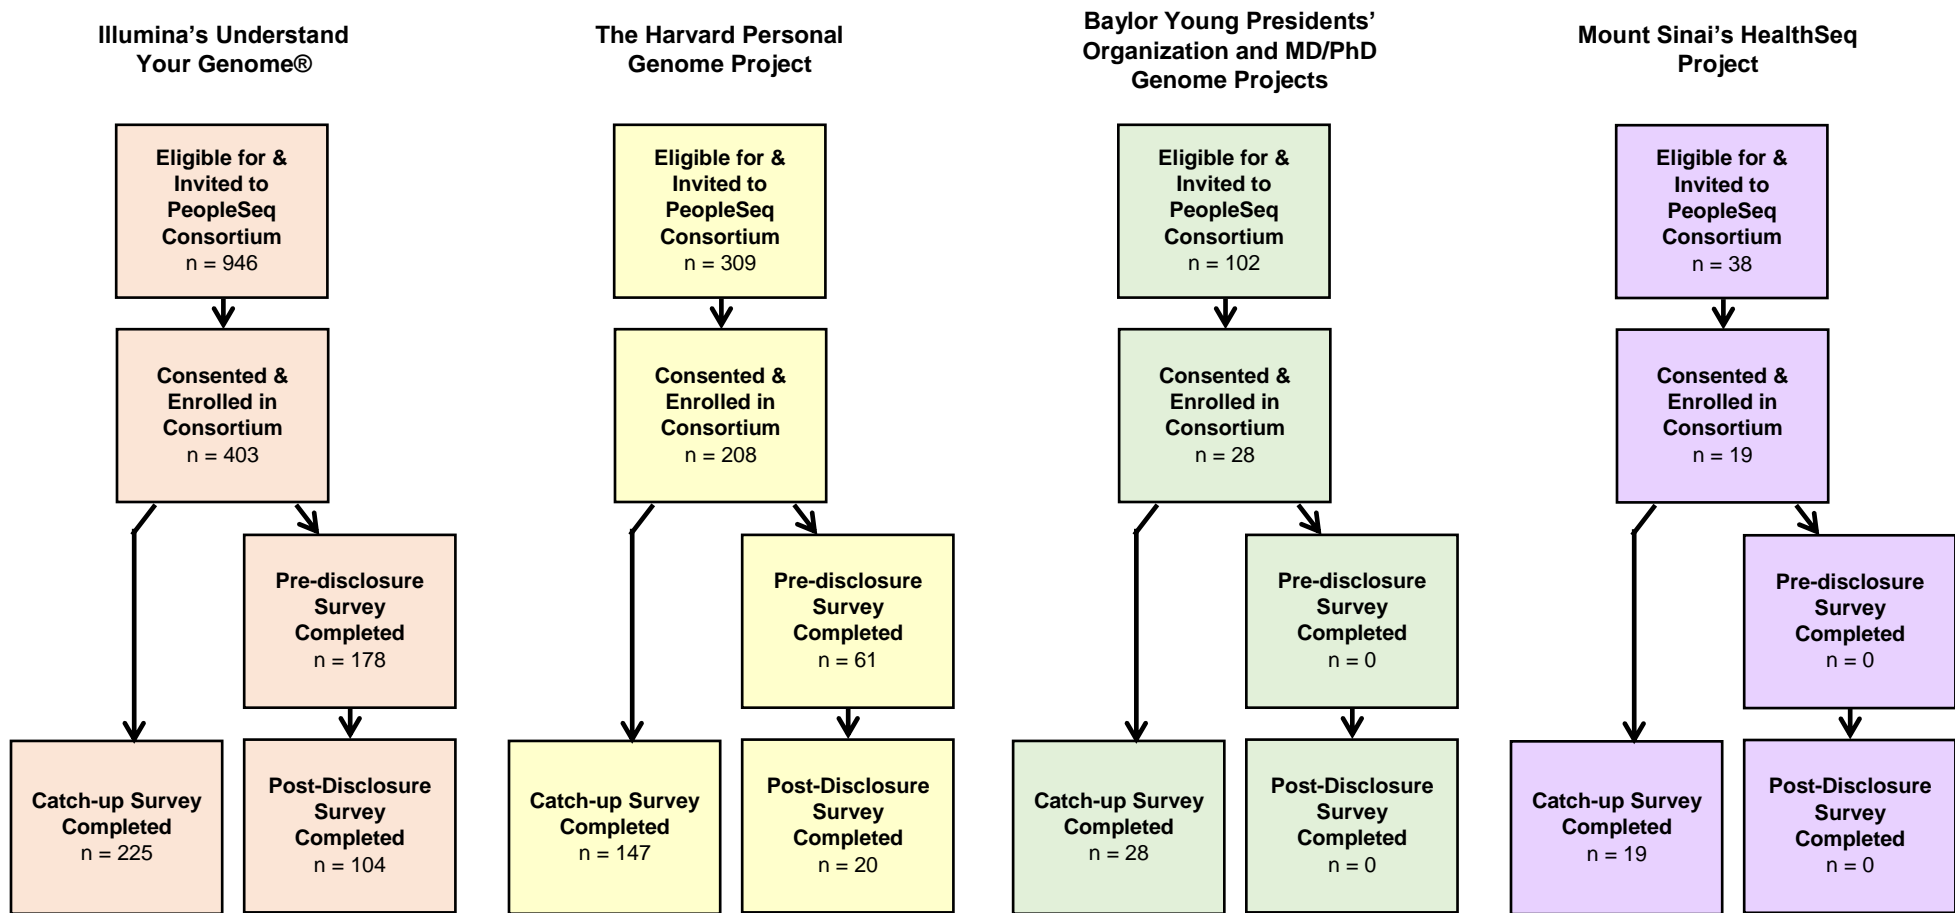 Illumina’s Understand
Your Genome®
Eligible for &
Invited to
PeopleSeq
Consortium
n = 946
Consented &
Enrolled in
Consortium
n = 403
Pre-disclosure
Survey
Completed
n = 178
Catch-up Survey
Completed
n = 225
Post-Disclosure
Survey
Completed
n = 104
The Harvard Personal
Genome Project
Eligible for &
Invited to
PeopleSeq
Consortium
n = 309
Consented &
Enrolled in
Consortium
n = 208
Pre-disclosure
Survey
Completed
n = 61
Catch-up Survey
Completed
n = 147
Post-Disclosure
Survey
Completed
n = 20
Baylor Young Presidents’
Organization and MD/PhD
Genome Projects
Eligible for &
Invited to
PeopleSeq
Consortium
n = 102
Consented &
Enrolled in
Consortium
n = 28
Pre-disclosure
Survey
Completed
n = 0
Catch-up Survey
Completed
n = 28
Post-Disclosure
Survey
Completed
n = 0
Mount Sinai’s HealthSeq
Project
Eligible for &
Invited to
PeopleSeq
Consortium
n = 38
Consented &
Enrolled in
Consortium
n = 19
Pre-disclosure
Survey
Completed
n = 0
Catch-up Survey
Completed
n = 19
Post-Disclosure
Survey
Completed
n = 0